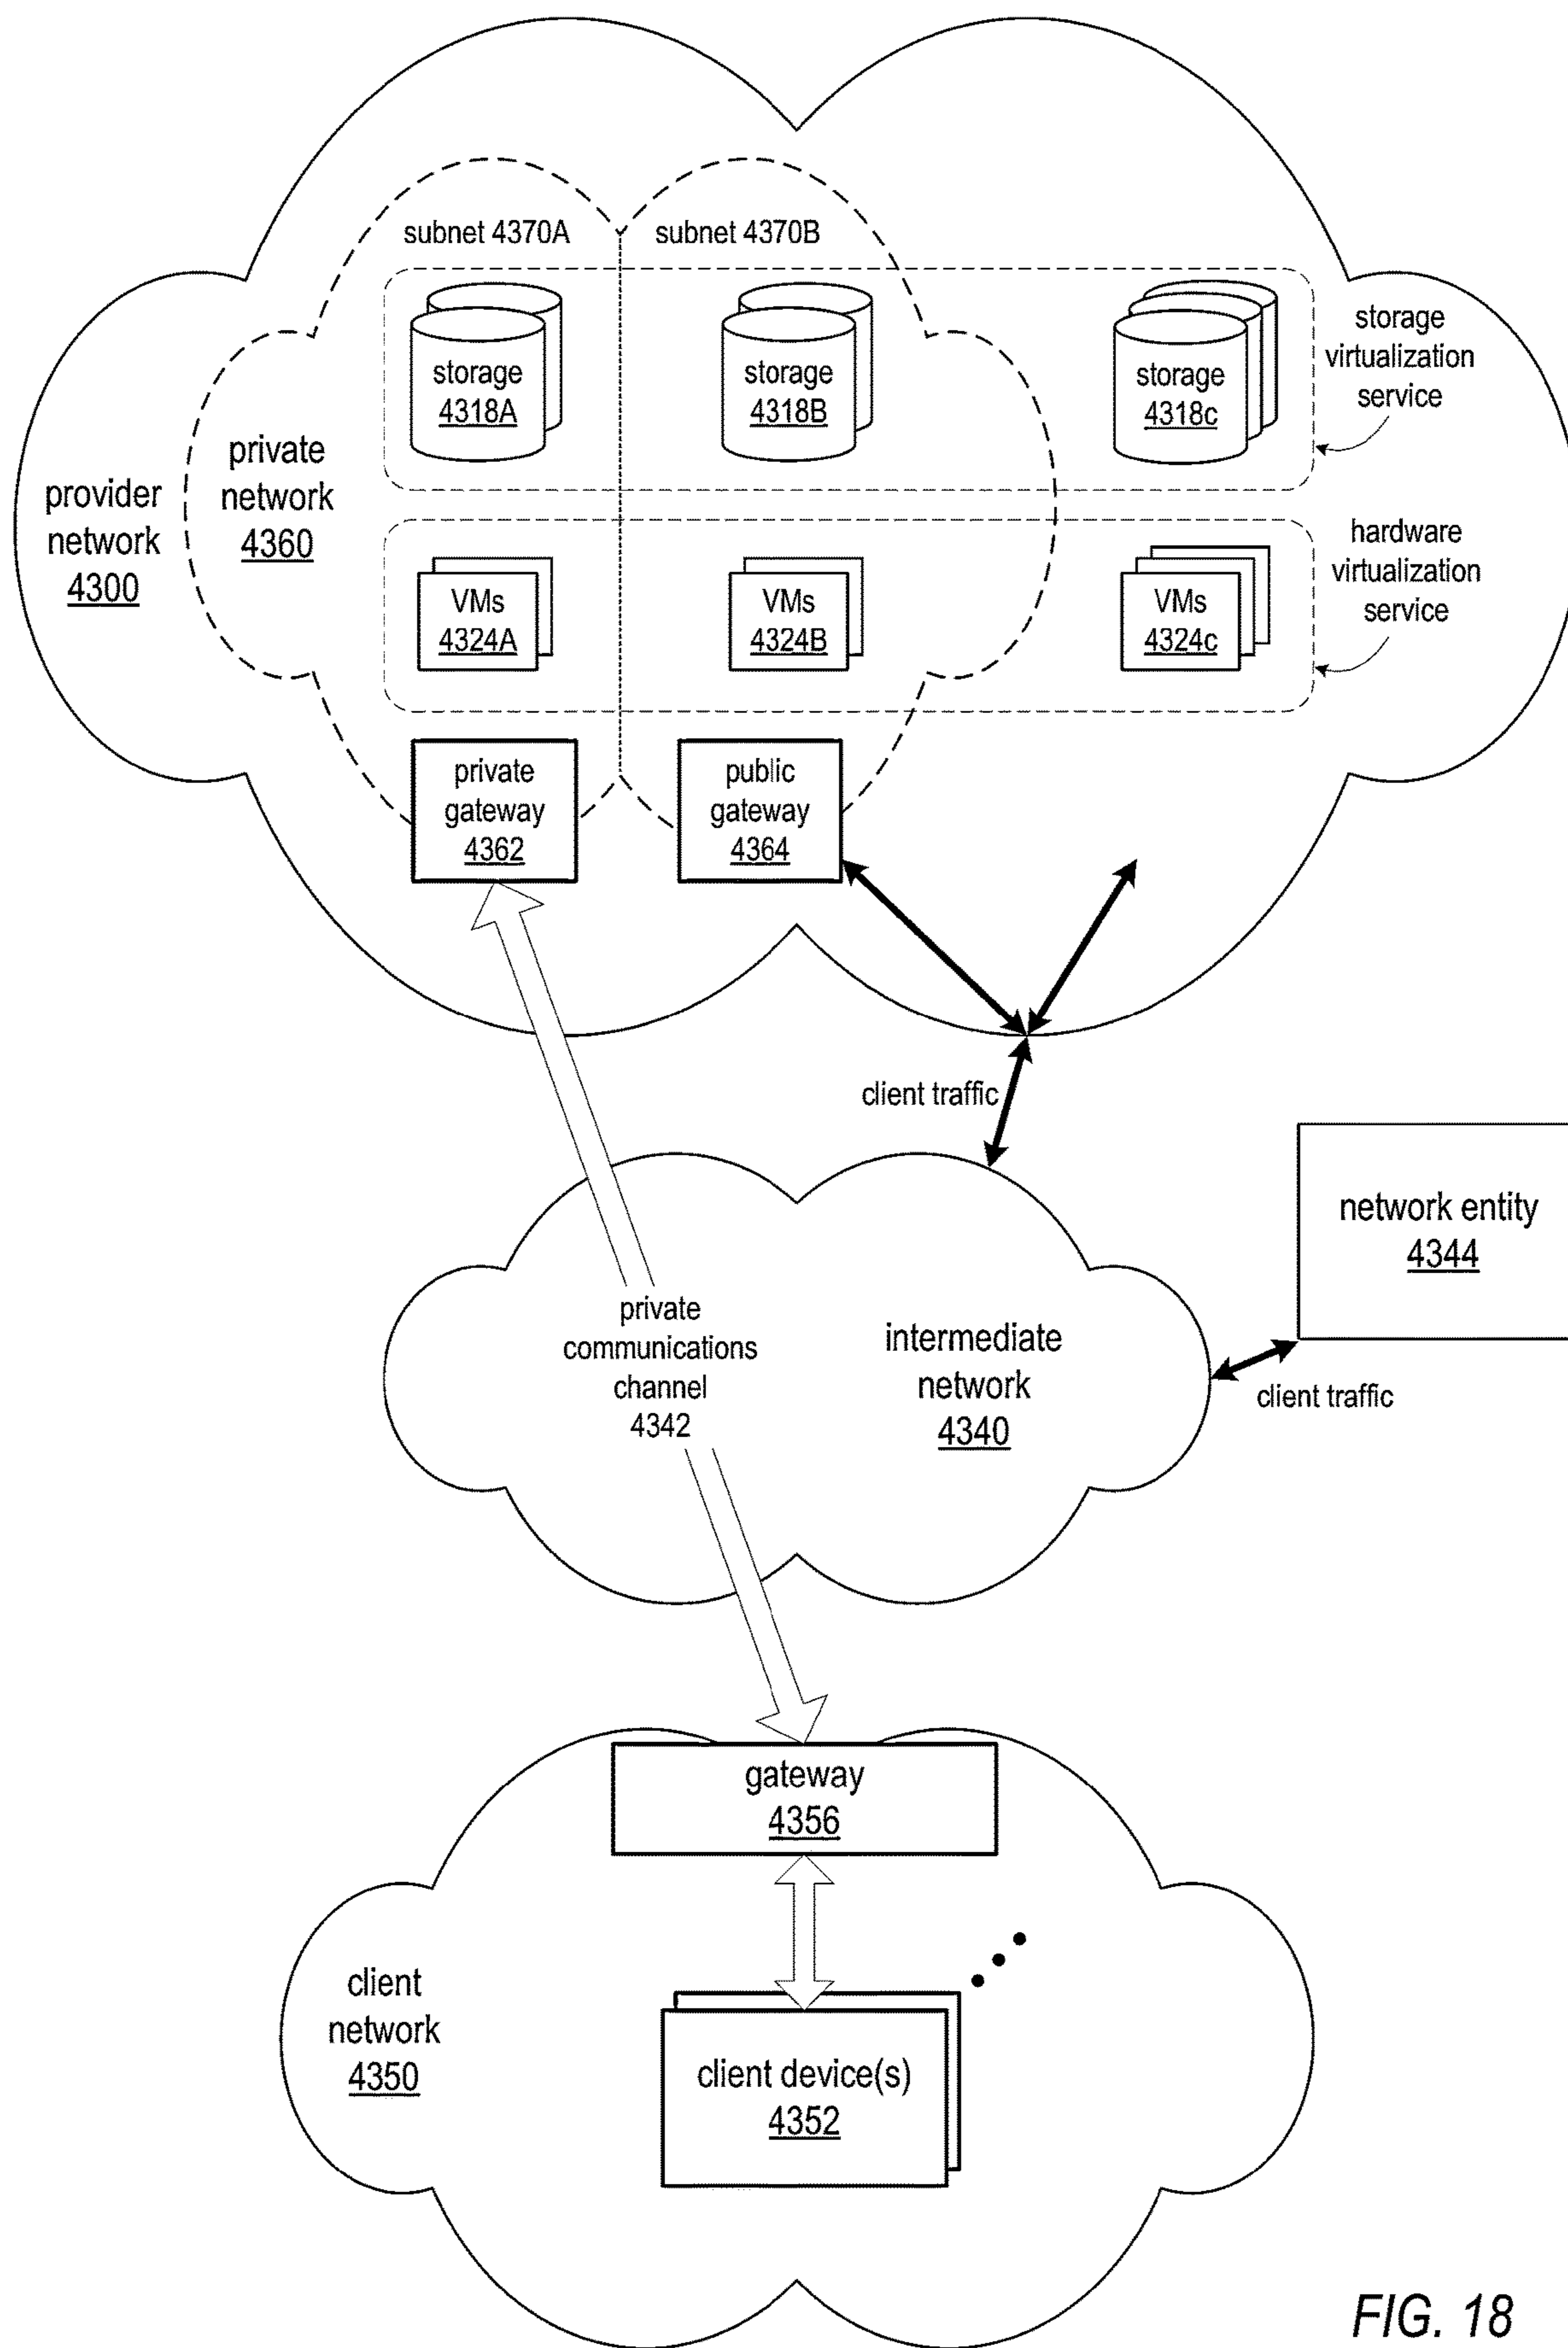 subnet 4370A
subnet 4370B
storage
4318A
storage
4318B
storage
4318c
storage
virtualization
service
private
network
4360
provider
network
4300
VMs
4324A
VMs
4324B
VMs
4324c
hardware
virtualization
service
private
gateway
4362
public
gateway
4364
client traffic
network entity
4344
private
communications
channel
4342
intermediate
network
4340
client traffic
gateway
4356
client
network
4350
client device(s)
4352
FIG. 18